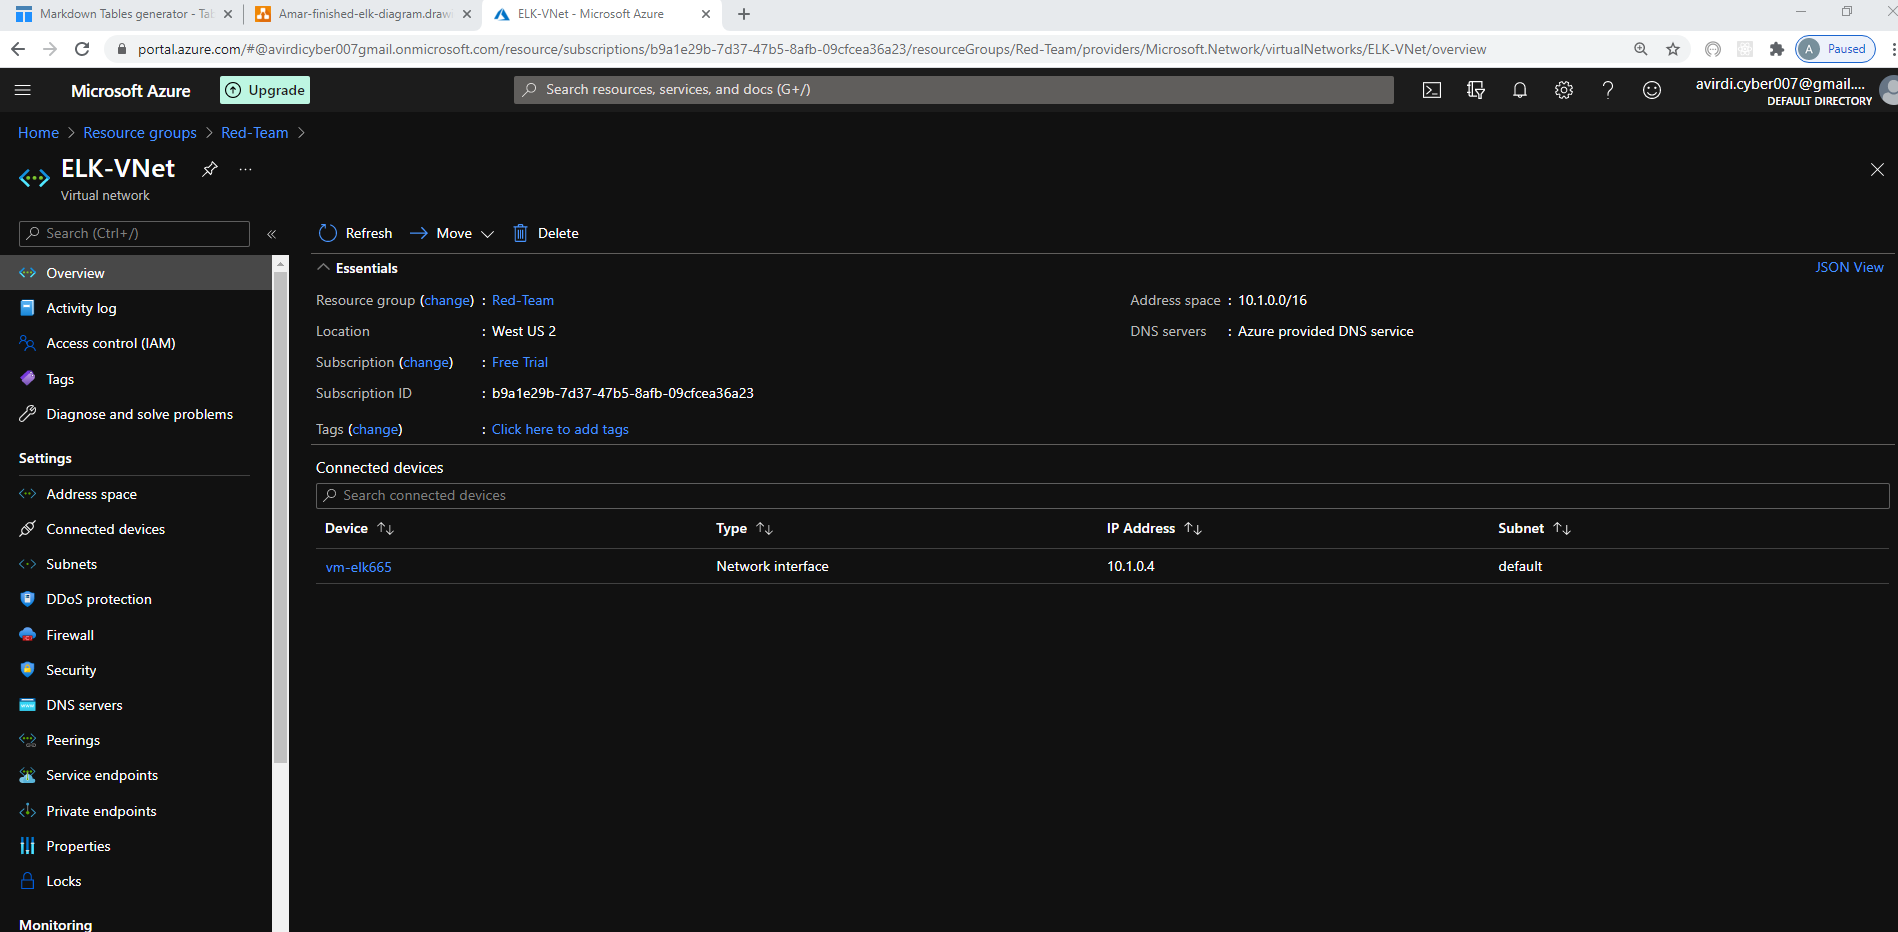 Markdown Tables generator - Tab
Amar-finished-elk-diagram.draw
ELK-VNet - Microsoft Azure
portal.azure.com/#@avirdicyber007gmail.onmicrosoft.com/resource/subscriptions/b9a1e29b-7d37-47b5-8afb-09cfcea36a23/resourceGroups/Red-Team/providers/Microsoft.Network/virtualNetworks/ELK-VNet/overview
A Paused
Microsoft Azure
Upgrade
Search resources, services, and docs (G+/)
avirdi.cyber007@gmail....
DEFAULT DIRECTORY
Home > Resource groups > Red-Team >
ELK-VNet
...
Virtual network
Search (Ctrl+/)
«
Refresh
Move
Delete
Overview
Activity log
Access control (IAM)
Tags
Diagnose and solve problems
Settings
Address space
Connected devices
Subnets
DDoS protection
Firewall
Security
DNS servers
Peerings
Service endpoints
Private endpoints
Properties
Locks
Monitoring
Essentials
JSON View
Resource group (change) : Red-Team
Location : West US 2
Subscription (change) : Free Trial
Subscription ID : b9a1e29b-7d37-47b5-8afb-09cfcea36a23
Tags (change) : Click here to add tags
Address space : 10.1.0.0/16
DNS servers : Azure provided DNS service
Connected devices
Search connected devices
Device Type IP Address Subnet
vm-elk665 Network interface 10.1.0.4 default